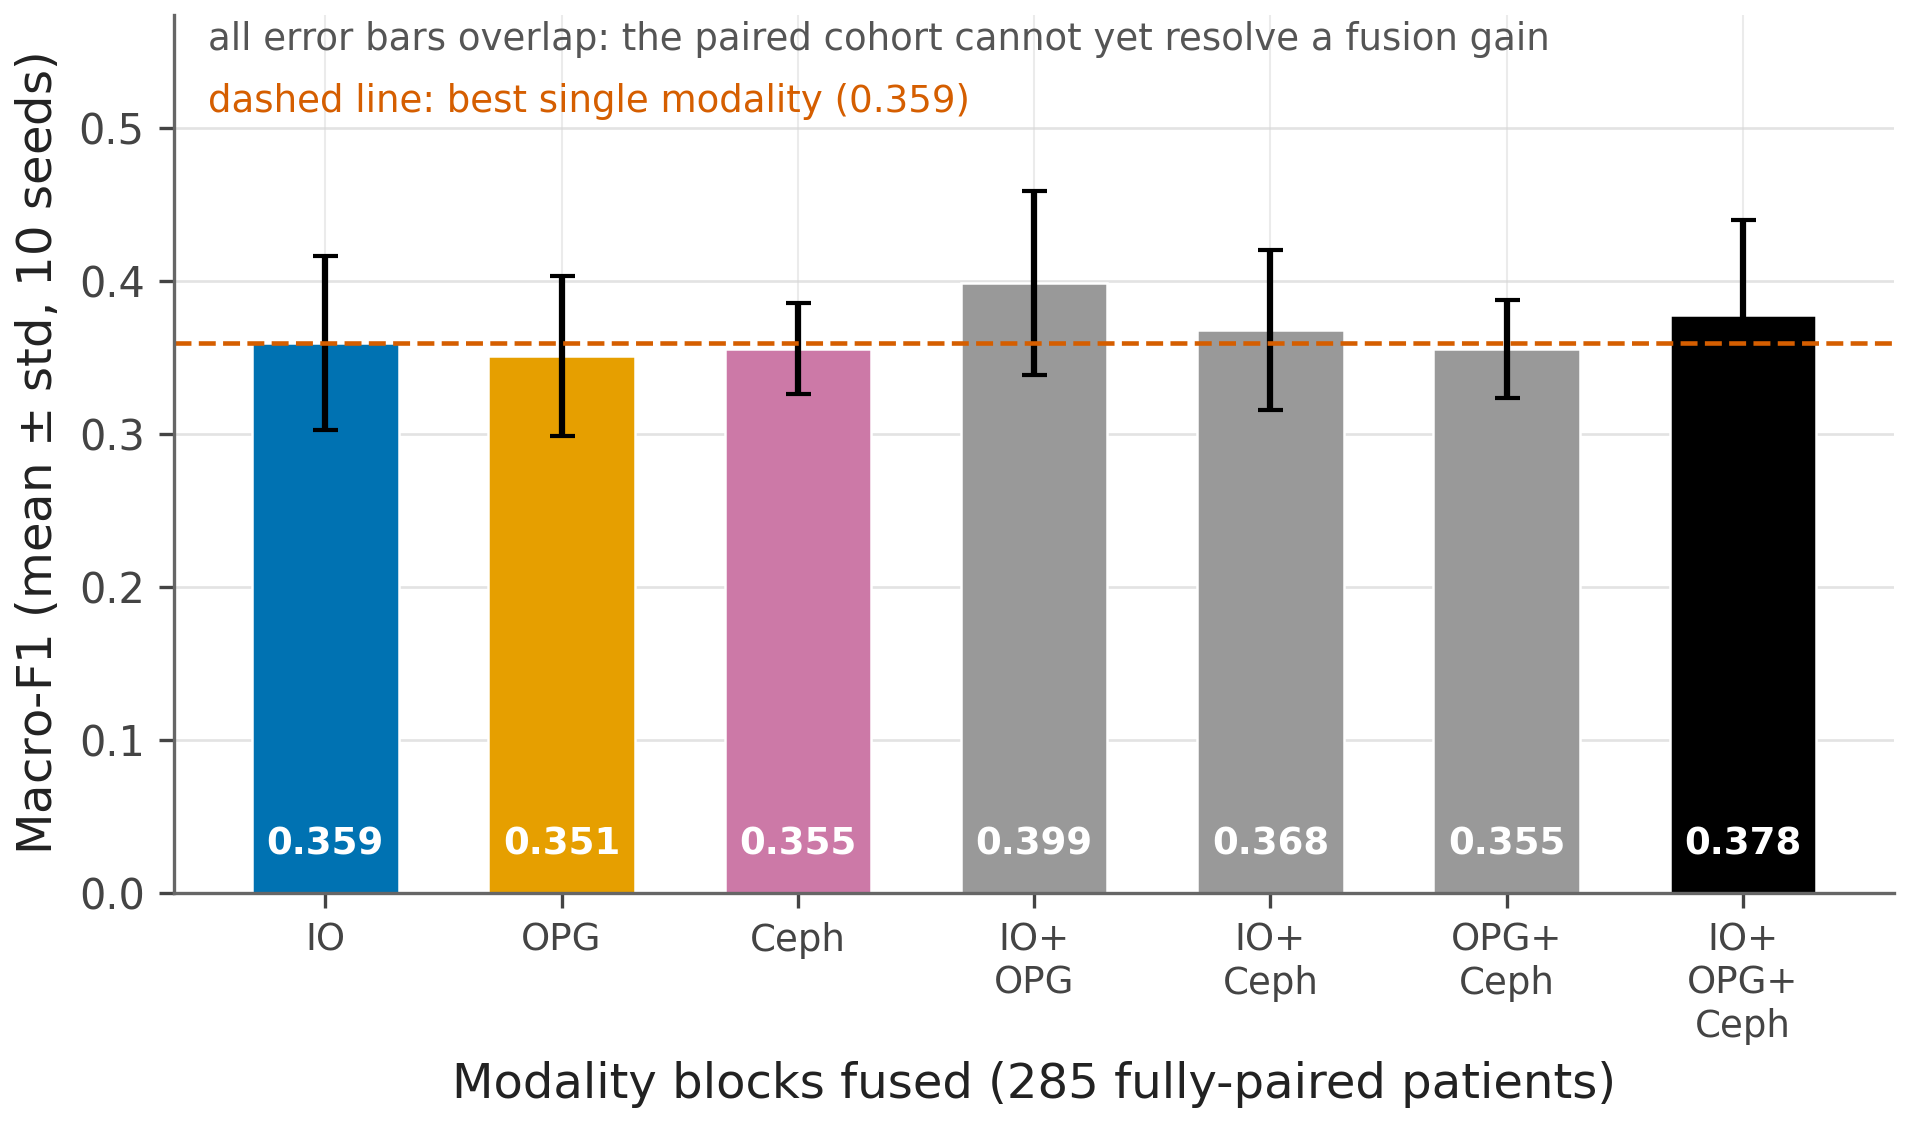 all error bars overlap: the paired cohort cannot yet resolve a fusion gain
dashed line: best single modality (0.359)
Macro-F1 (mean ± std, 10 seeds)
0.5
0.4
0.3
0.2
0.1
0.0
0.359
0.351
0.355
0.399
0.368
0.355
0.378
IO
OPG
Ceph
IO+
OPG
IO+
Ceph
OPG+
Ceph
IO+
OPG+
Ceph
Modality blocks fused (285 fully-paired patients)